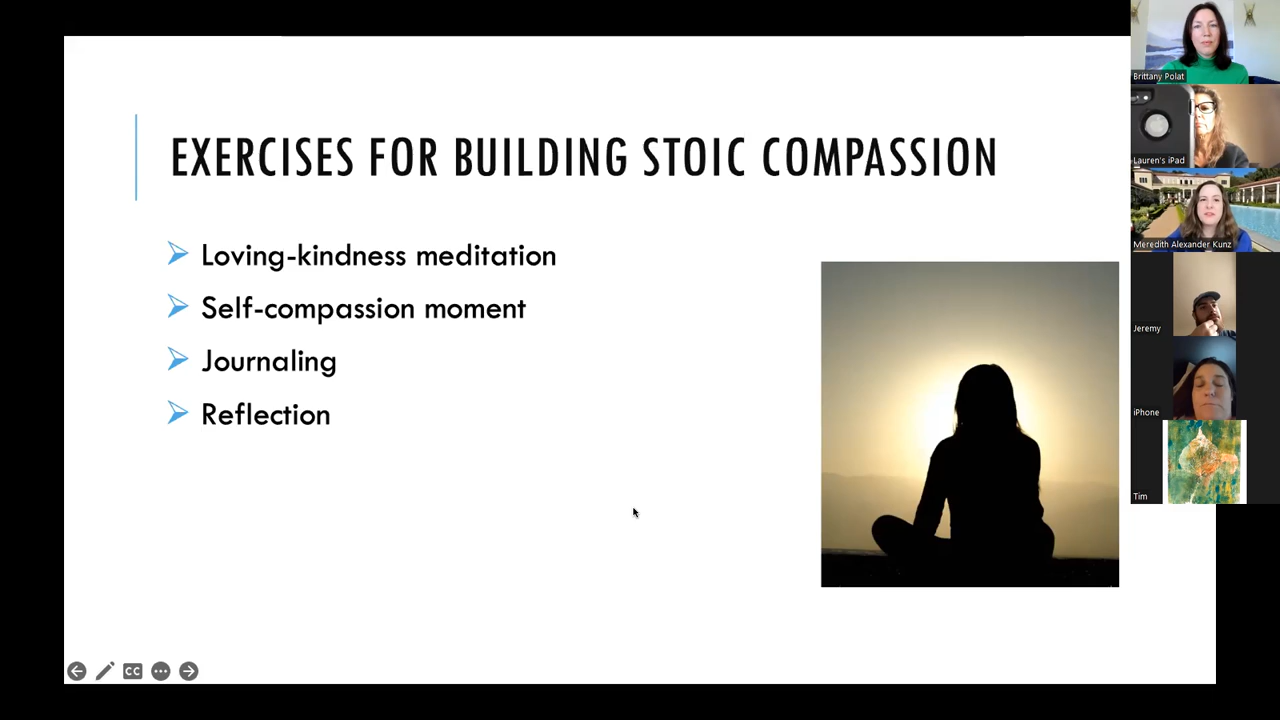 EXERCISES FOR BUILDING STOIC COMPASSION
Loving-kindness meditation
Self-compassion moment
Journaling
Reflection
Brittany Polat
Lauren's iPad
Meredith Alexander Kunz
Jeremy
iPhone
Tim
CC